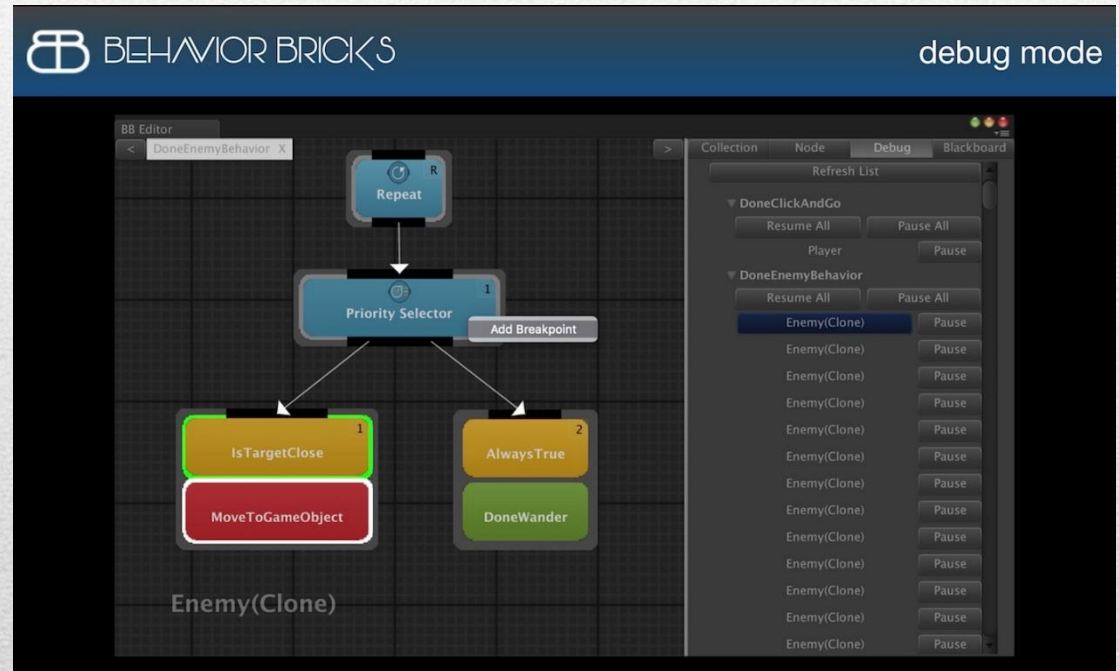 BB BEHAVIOR BRICKS
debug mode
BB Editor
< DoneEnemyBehavior X >
R
Repeat
1
Priority Selector
Add Breakpoint
1
IsTargetClose
MoveToGameObject
2
AlwaysTrue
DoneWander
Enemy(Clone)
Collection Node Debug Blackboard
Refresh List
DoneClickAndGo
Resume All Pause All
Player Pause
DoneEnemyBehavior
Resume All Pause All
Enemy(Clone) Pause
Enemy(Clone) Pause
Enemy(Clone) Pause
Enemy(Clone) Pause
Enemy(Clone) Pause
Enemy(Clone) Pause
Enemy(Clone) Pause
Enemy(Clone) Pause
Enemy(Clone) Pause
Enemy(Clone) Pause
Enemy(Clone) Pause
Enemy(Clone) Pause
Enemy(Clone) Pause